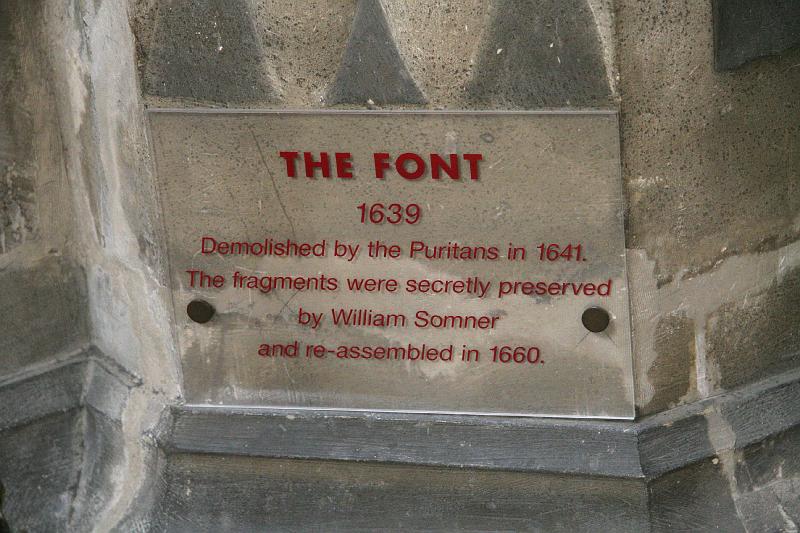 THE FONT
1639
Demolished by the Puritans in 1641.
The fragments were secretly preserved
by William Somner
and re-assembled in 1660.